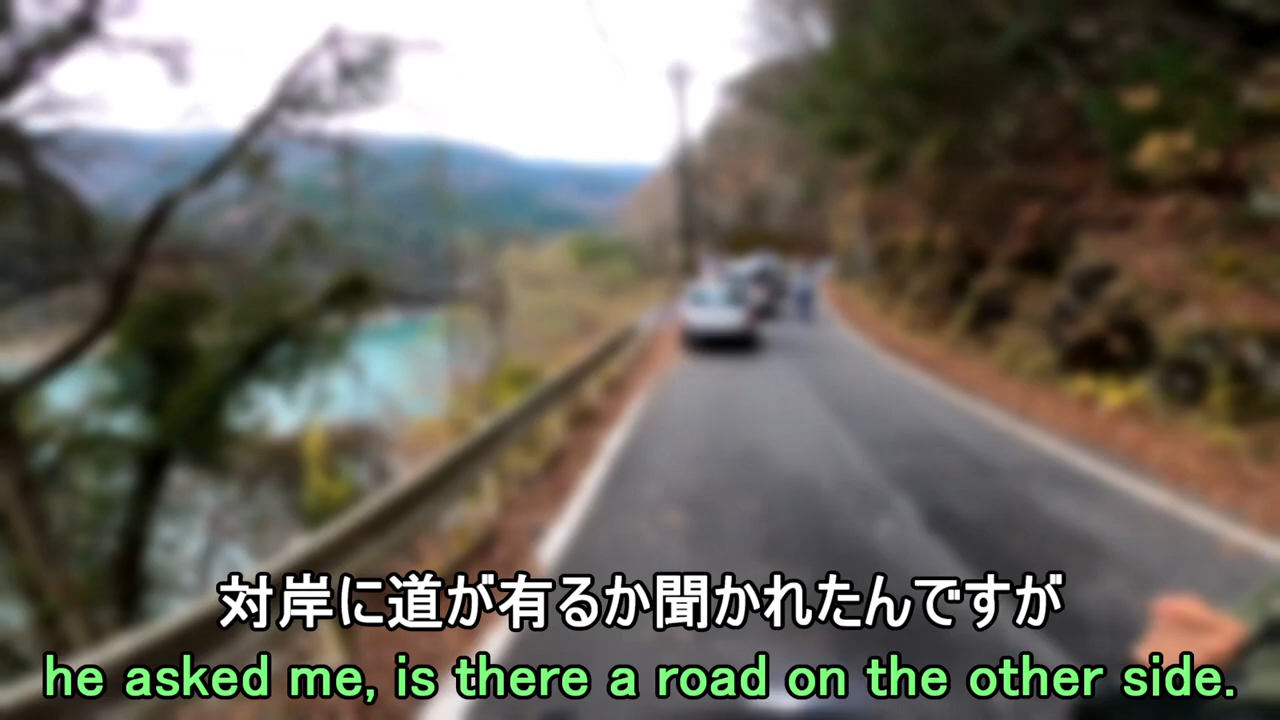 対岸に道が有るか聞かれたんですが
he asked me, is there a road on the other side.